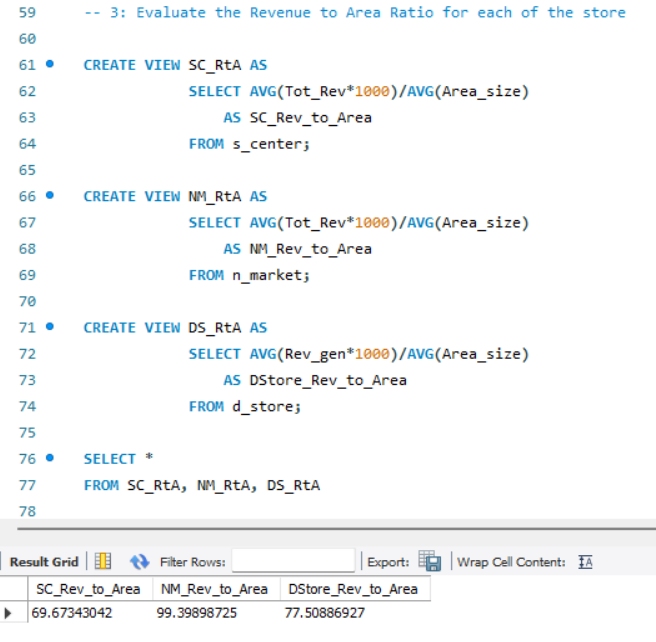 59 -- 3: Evaluate the Revenue to Area Ratio for each of the store
60
61 CREATE VIEW SC_RtA AS
62 SELECT AVG(Tot_Rev*1000)/AVG(Area_size)
63 AS SC_Rev_to_Area
64 FROM s_center;
65
66 CREATE VIEW NM_RtA AS
67 SELECT AVG(Tot_Rev*1000)/AVG(Area_size)
68 AS NM_Rev_to_Area
69 FROM n_market;
70
71 CREATE VIEW DS_RtA AS
72 SELECT AVG(Rev_gen*1000)/AVG(Area_size)
73 AS DStore_Rev_to_Area
74 FROM d_store;
75
76 SELECT *
77 FROM SC_RtA, NM_RtA, DS_RtA
78
Result Grid Filter Rows: Export: Wrap Cell Content: IA
SC_Rev_to_Area NM_Rev_to_Area DStore_Rev_to_Area
69.67343042 99.39898725 77.50886927